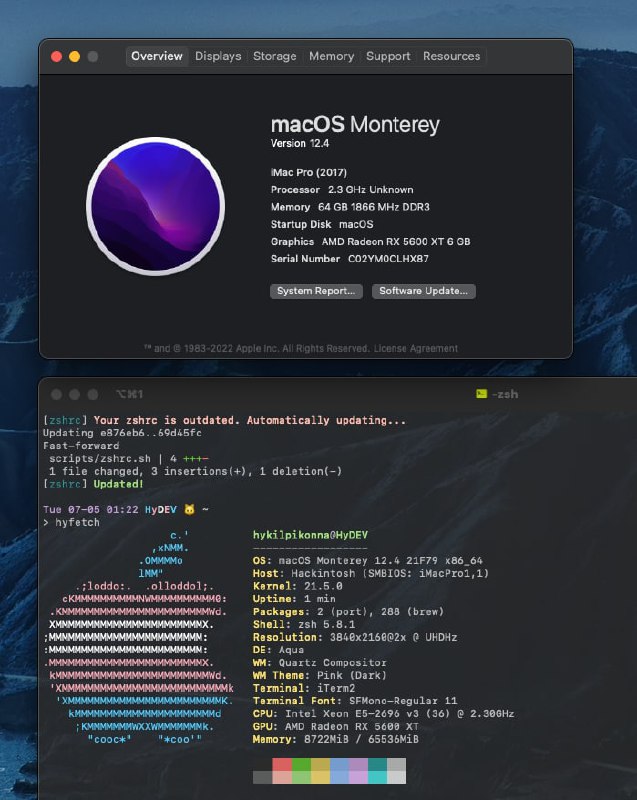 Overview Displays Storage Memory Support Resources
macOS Monterey
Version 12.4
iMac Pro (2017)
Processor 2.3 GHz Unknown
Memory 64 GB 1866 MHz DDR3
Startup Disk macOS
Graphics AMD Radeon RX 5600 XT 6 GB
Serial Number C02YM0CLHX87
System Report... Software Update...
™ and © 1983-2022 Apple Inc. All Rights Reserved. License Agreement
⌥⌘1 -zsh
[zshrc] Your zshrc is outdated. Automatically updating...
Updating e876eb6..69d45fc
Fast-forward
scripts/zshrc.sh | 4 +++-
1 file changed, 3 insertions(+), 1 deletion(-)
[zshrc] Updated!
Tue 07-05 01:22 HyDEV 🐱 ~
> hyfetch
c.' hykilpikonna@HyDEV
,xNMM. ------------------
.OMMMMo OS: macOS Monterey 12.4 21F79 x86_64
lMM" Host: Hackintosh (SMBIOS: iMacPro1,1)
.;loddo:. .olloddol;. Kernel: 21.5.0
cKMMMMMMMMMMNWMMMMMMMMMM0: Uptime: 1 min
.KMMMMMMMMMMMMMMMMMMMMMMMWd. Packages: 2 (port), 288 (brew)
XMMMMMMMMMMMMMMMMMMMMMMMX. Shell: zsh 5.8.1
;MMMMMMMMMMMMMMMMMMMMMMMM: Resolution: 3840x2160@2x @ UHDHz
:MMMMMMMMMMMMMMMMMMMMMMMM: DE: Aqua
.MMMMMMMMMMMMMMMMMMMMMMMMX. WM: Quartz Compositor
kMMMMMMMMMMMMMMMMMMMMMMMMWd. WM Theme: Pink (Dark)
'XMMMMMMMMMMMMMMMMMMMMMMMMMMk Terminal: iTerm2
'XMMMMMMMMMMMMMMMMMMMMMMMMK. Terminal Font: SFMono-Regular 11
kMMMMMMMMMMMMMMMMMMMMMMd CPU: Intel Xeon E5-2696 v3 (36) @ 2.30GHz
;KMMMMMMMWXXWMMMMMMMk. GPU: AMD Radeon RX 5600 XT
"cooc*" "*coo'" Memory: 8722MiB / 65536MiB